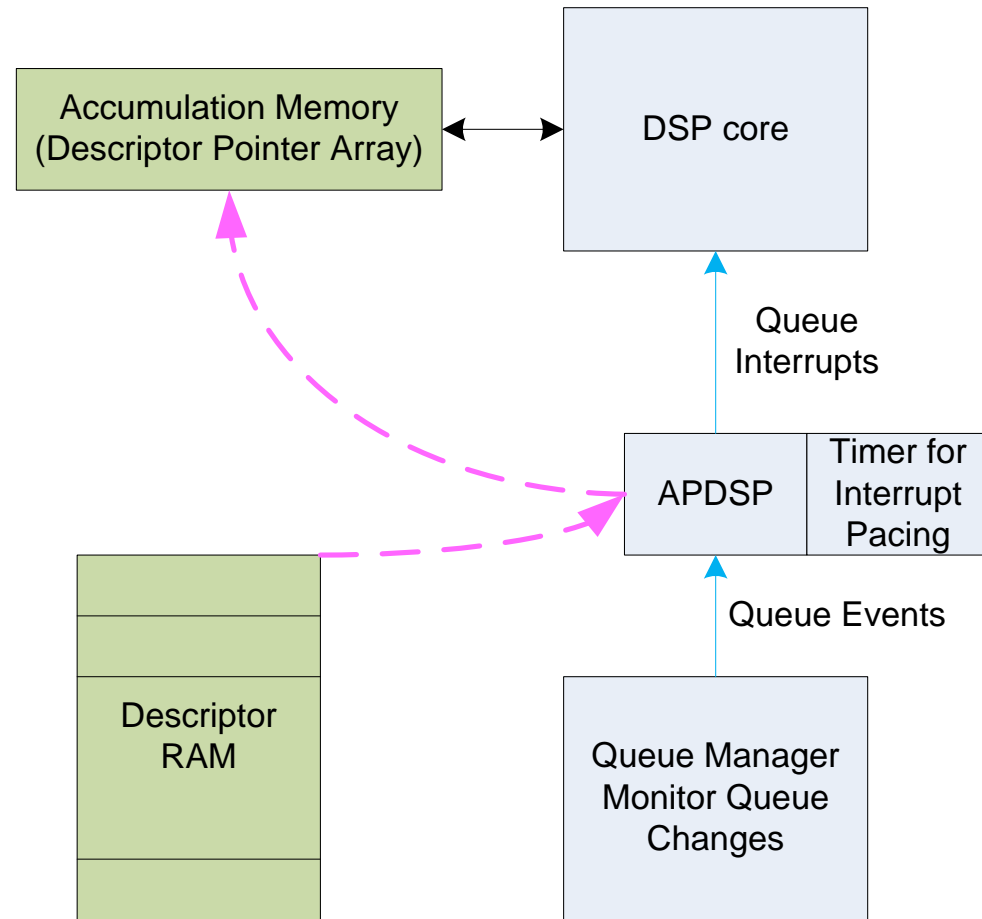 Accumulation Memory
(Descriptor Pointer Array)
DSP core
Queue
Interrupts
APDSP
Timer for
Interrupt
Pacing
Queue Events
Descriptor
RAM
Queue Manager
Monitor Queue
Changes